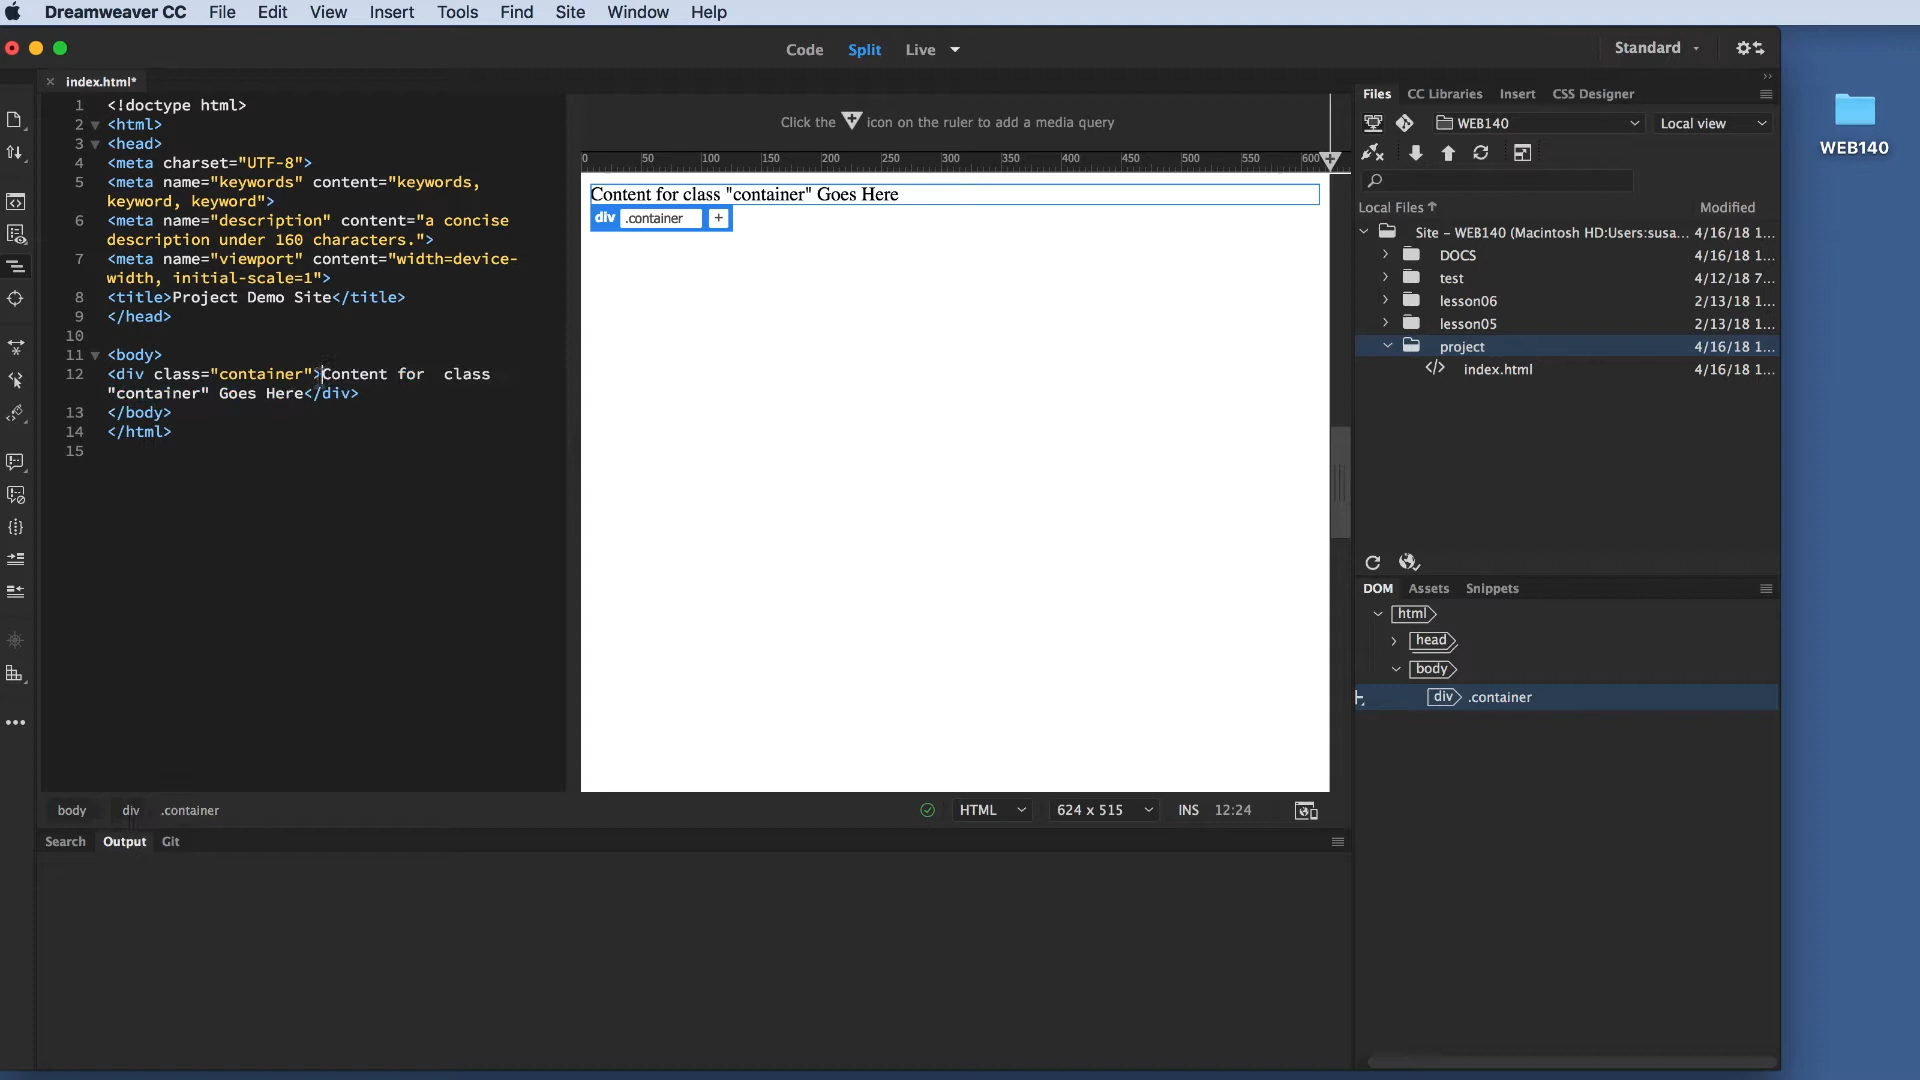 Dreamweaver CC File Edit View Insert Tools Find Site Window Help
Code Split Live Standard
index.html*
1 <!doctype html>
2 <html>
3 <head>
4 <meta charset="UTF-8">
5 <meta name="keywords" content="keywords,
keyword, keyword">
6 <meta name="description" content="a concise
description under 160 characters.">
7 <meta name="viewport" content="width=device-
width, initial-scale=1">
8 <title>Project Demo Site</title>
9 </head>
10
11 <body>
12 <div class="container">Content for  class
"container" Goes Here</div>
13 </body>
14 </html>
15
body div .container
Click the icon on the ruler to add a media query
0 50 100 150 200 250 300 350 400 450 500 550 600
Content for class "container" Goes Here
div .container +
HTML 624 x 515 INS 12:24
Search Output Git
Files CC Libraries Insert CSS Designer
WEB140 Local view
Local Files Modified
Site – WEB140 (Macintosh HD:Users:susa... 4/16/18 1...
DOCS 4/16/18 1...
test 4/12/18 7...
lesson06 2/13/18 1...
lesson05 2/13/18 1...
project 4/16/18 1...
index.html 4/16/18 1...
DOM Assets Snippets
html
head
body
div .container
WEB140